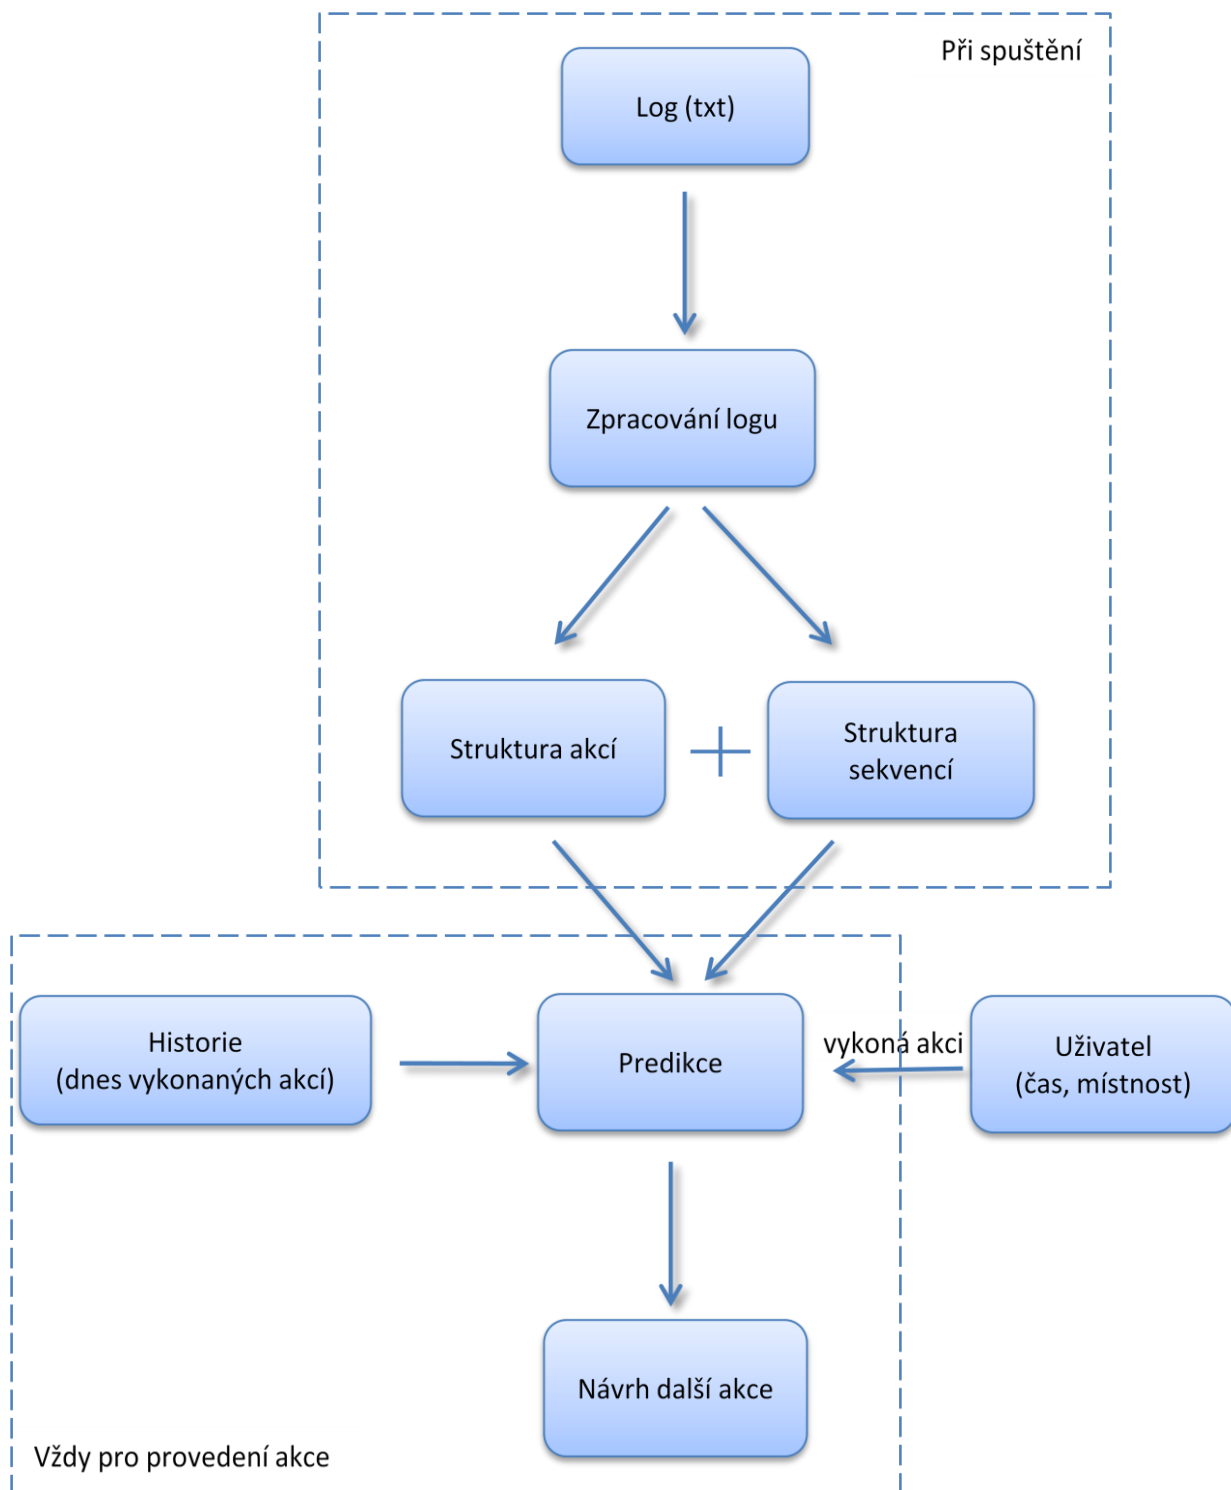 Při spuštění
Log (txt)
Zpracování logu
Struktura akcí
Struktura
sekvencí
Historie
(dnes vykonaných akcí)
Predikce
vykoná akci
Uživatel
(čas, místnost)
Návrh další akce
Vždy pro provedení akce